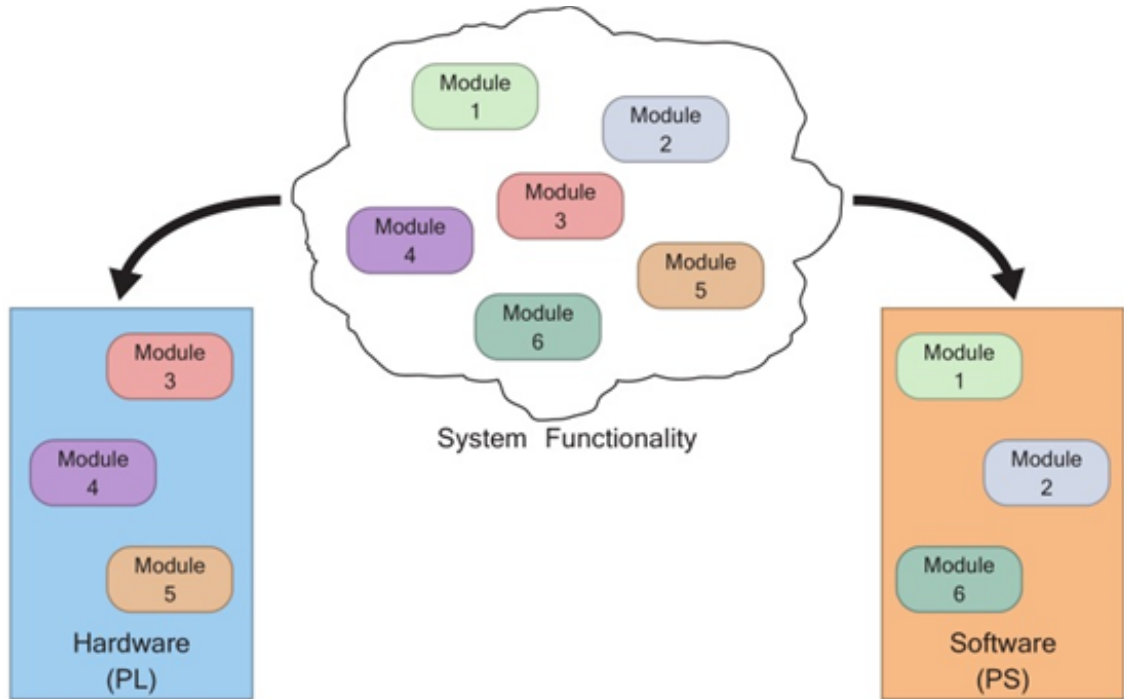 Module
1
Module
2
Module
3
Module
4
Module
5
Module
6
System Functionality
Module
3
Module
4
Module
5
Hardware
(PL)
Module
1
Module
2
Module
6
Software
(PS)